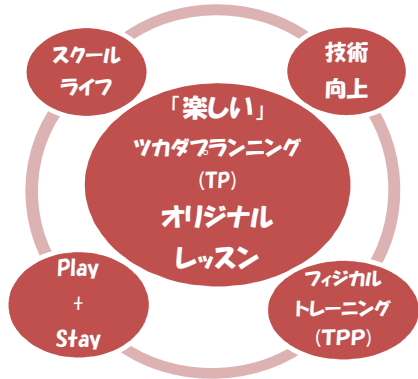 スクール
ライフ
技術
向上
「楽しい」
ツカダプランニング
(TP)
オリジナル
レッスン
Play
+
Stay
フィジカル
トレーニング
(TPP)